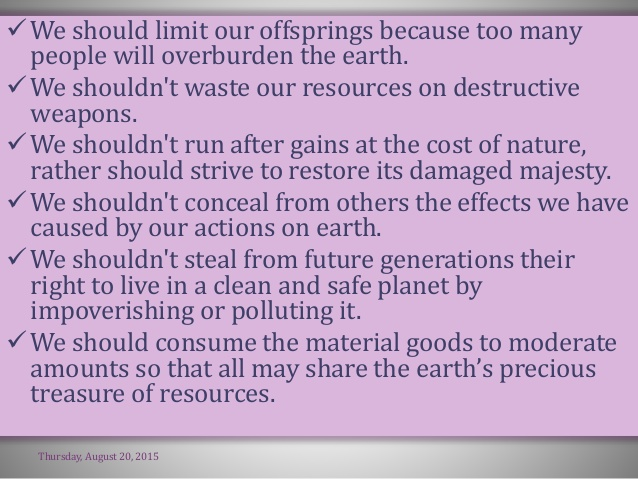 ✓We should limit our offsprings because too many
people will overburden the earth.
✓We shouldn't waste our resources on destructive
weapons.
✓We shouldn't run after gains at the cost of nature,
rather should strive to restore its damaged majesty.
✓We shouldn't conceal from others the effects we have
caused by our actions on earth.
✓We shouldn't steal from future generations their
right to live in a clean and safe planet by
impoverishing or polluting it.
✓We should consume the material goods to moderate
amounts so that all may share the earth’s precious
treasure of resources.
Thursday, August 20, 2015